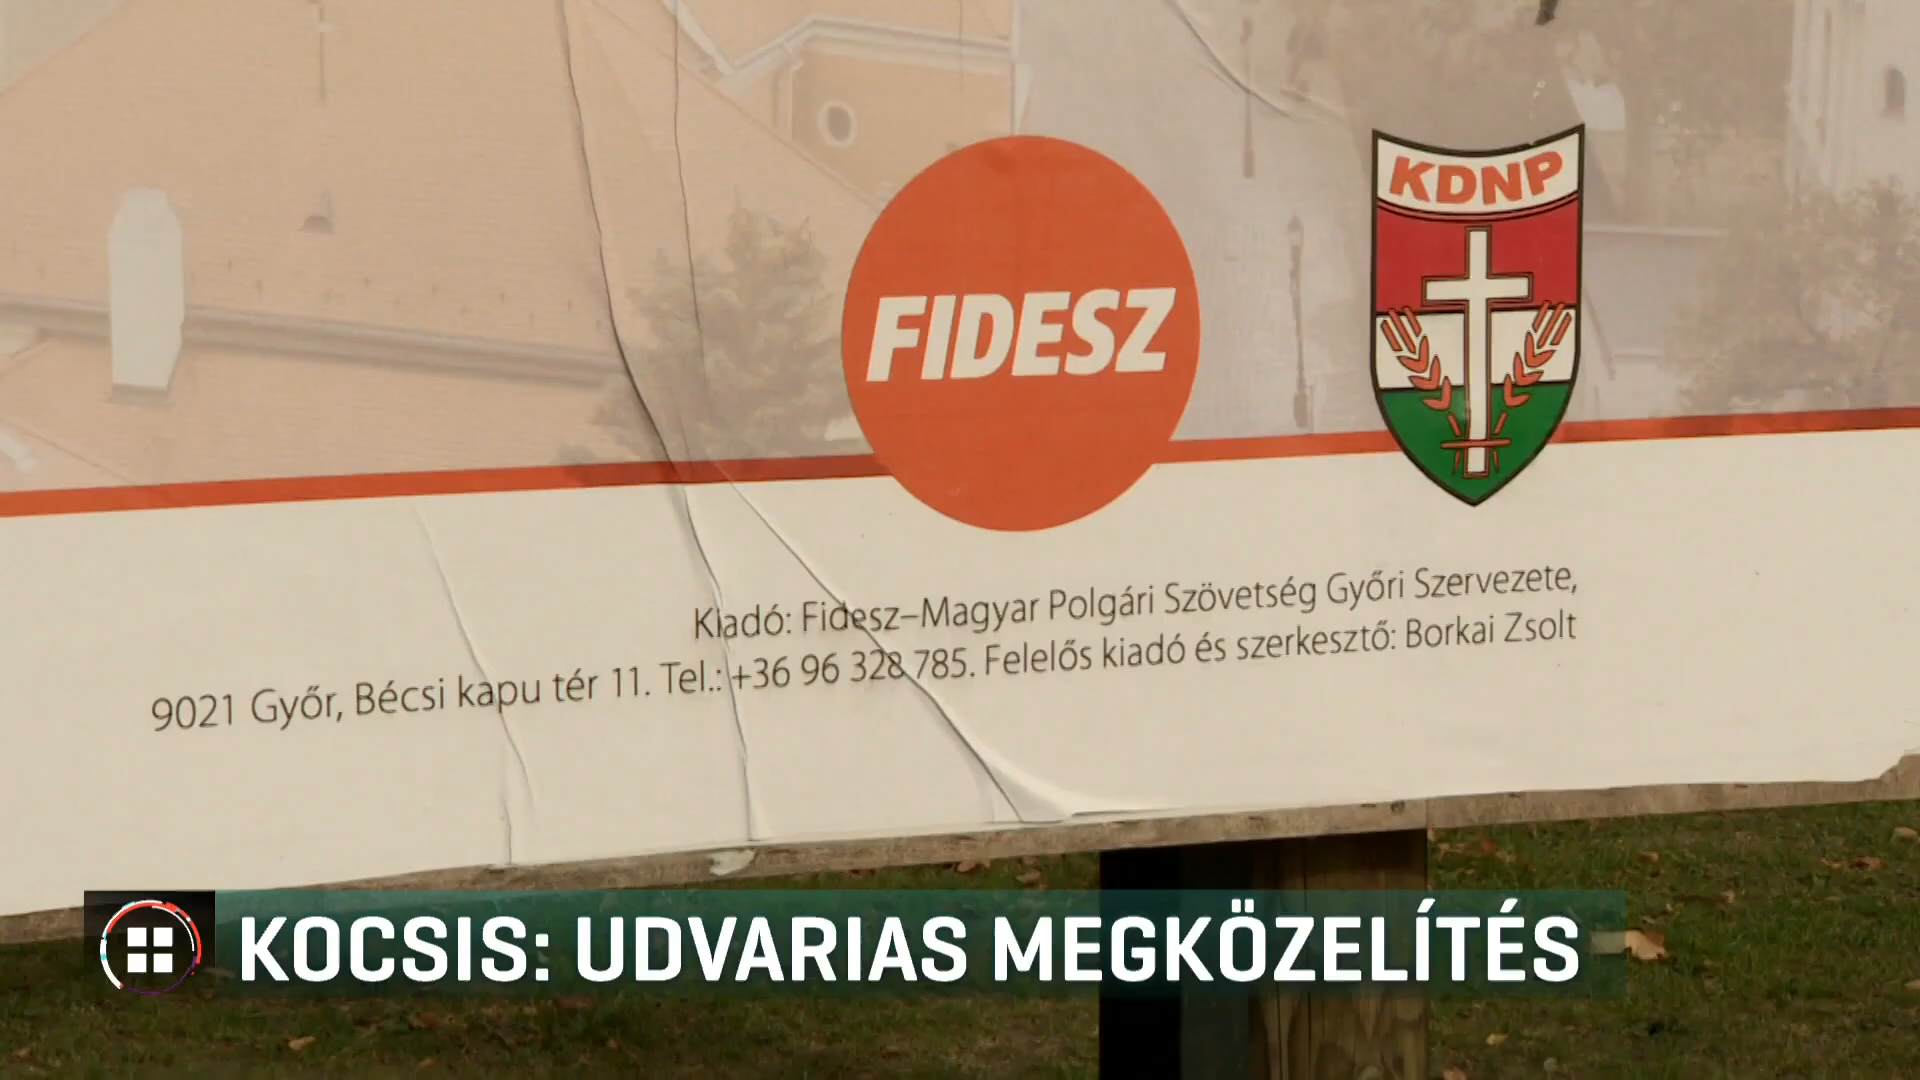 KDNP
FIDESZ
Kiadó: Fidesz–Magyar Polgári Szövetség Győri Szervezete,
9021 Győr, Bécsi kapu tér 11. Tel.: +36 96 328 785. Felelős kiadó és szerkesztő: Borkai Zsolt
KOCSIS: UDVARIAS MEGKÖZELÍTÉS